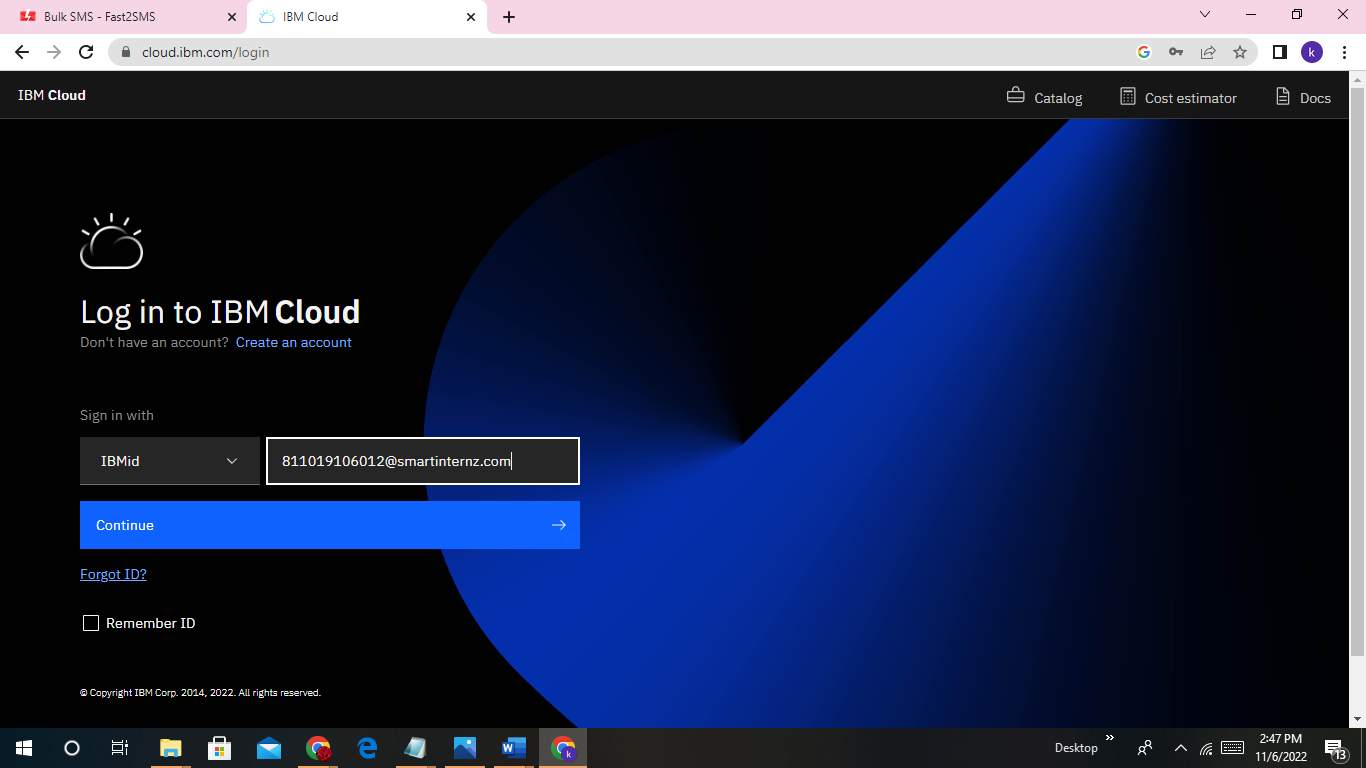 Bulk SMS - Fast2SMS
IBM Cloud
cloud.ibm.com/login
k
IBM Cloud
Catalog
Cost estimator
Docs
Log in to IBM Cloud
Don't have an account? Create an account
Sign in with
IBMid
811019106012@smartinternz.com
Continue
Forgot ID?
Remember ID
© Copyright IBM Corp. 2014, 2022. All rights reserved.
Desktop
2:47 PM
11/6/2022
13